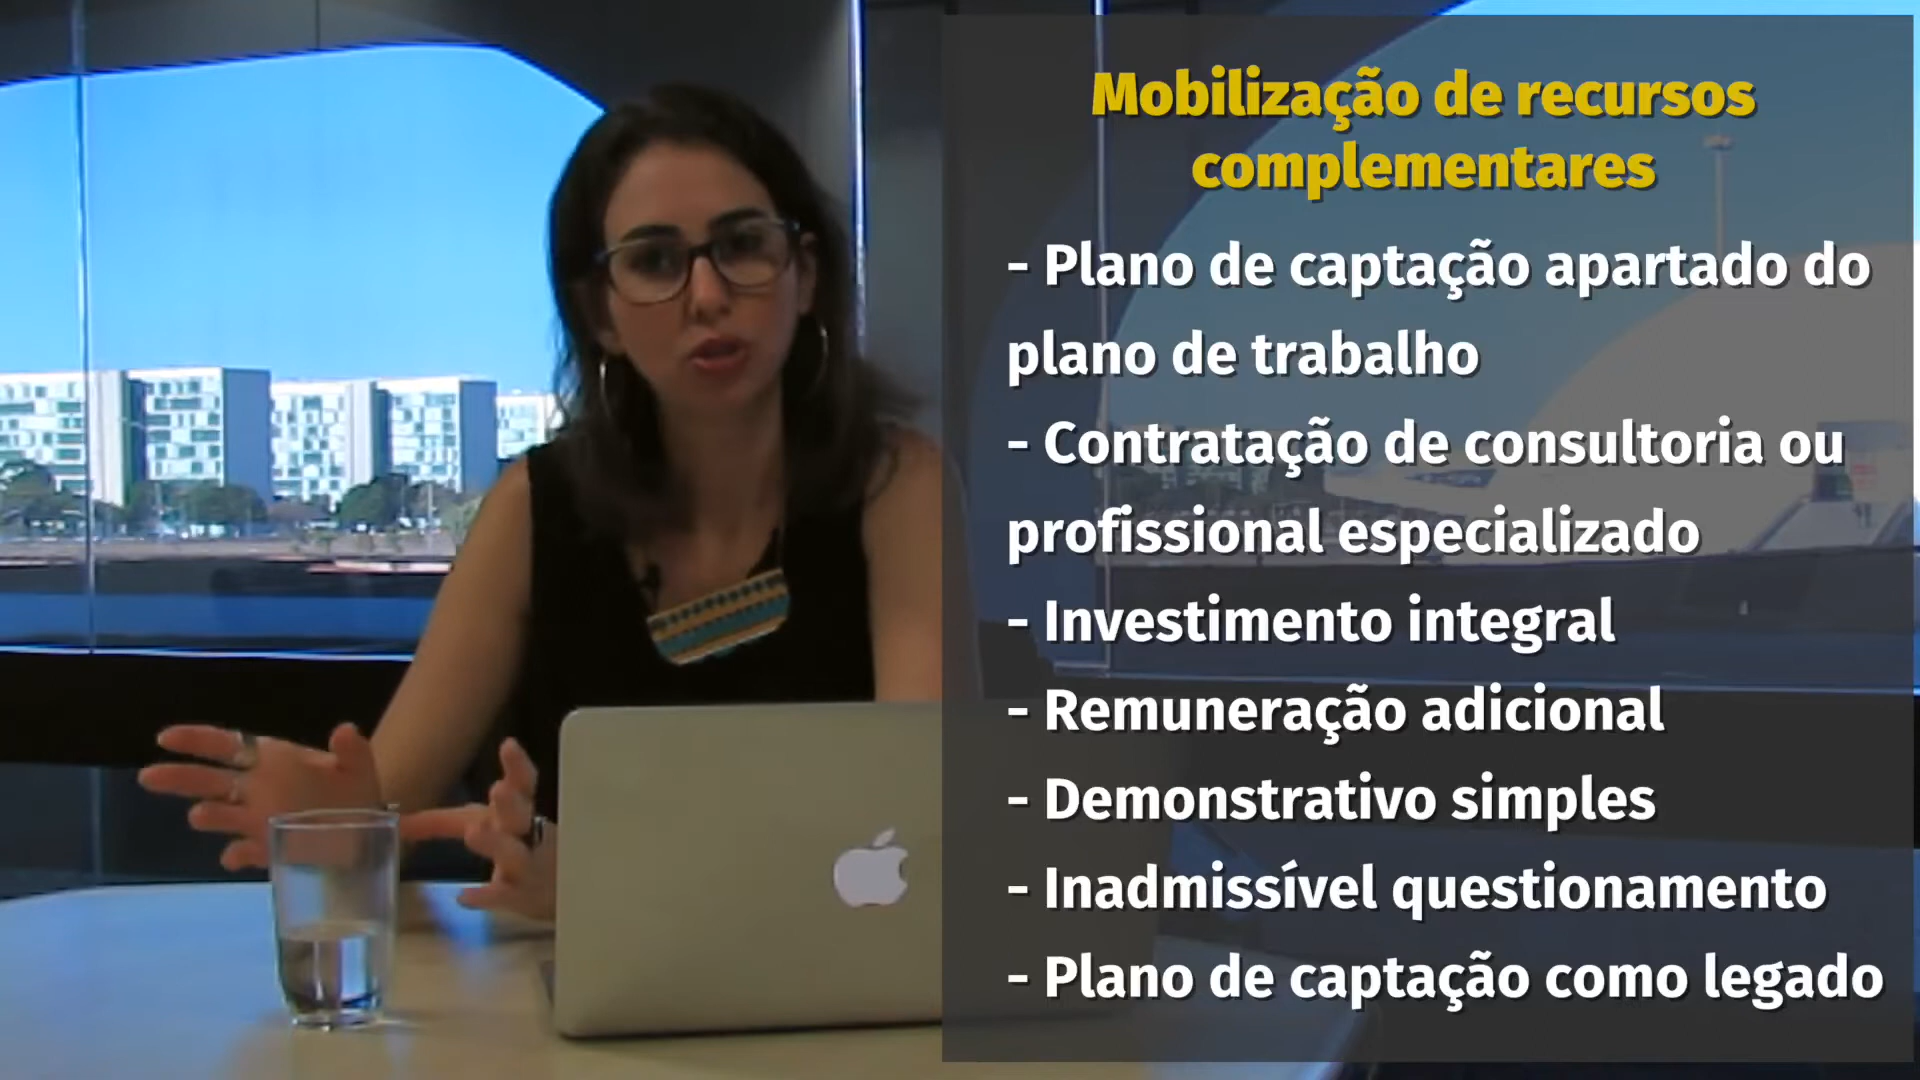 Mobilização de recursos
complementares
- Plano de captação apartado do
plano de trabalho
- Contratação de consultoria ou
profissional especializado
- Investimento integral
- Remuneração adicional
- Demonstrativo simples
- Inadmissível questionamento
- Plano de captação como legado